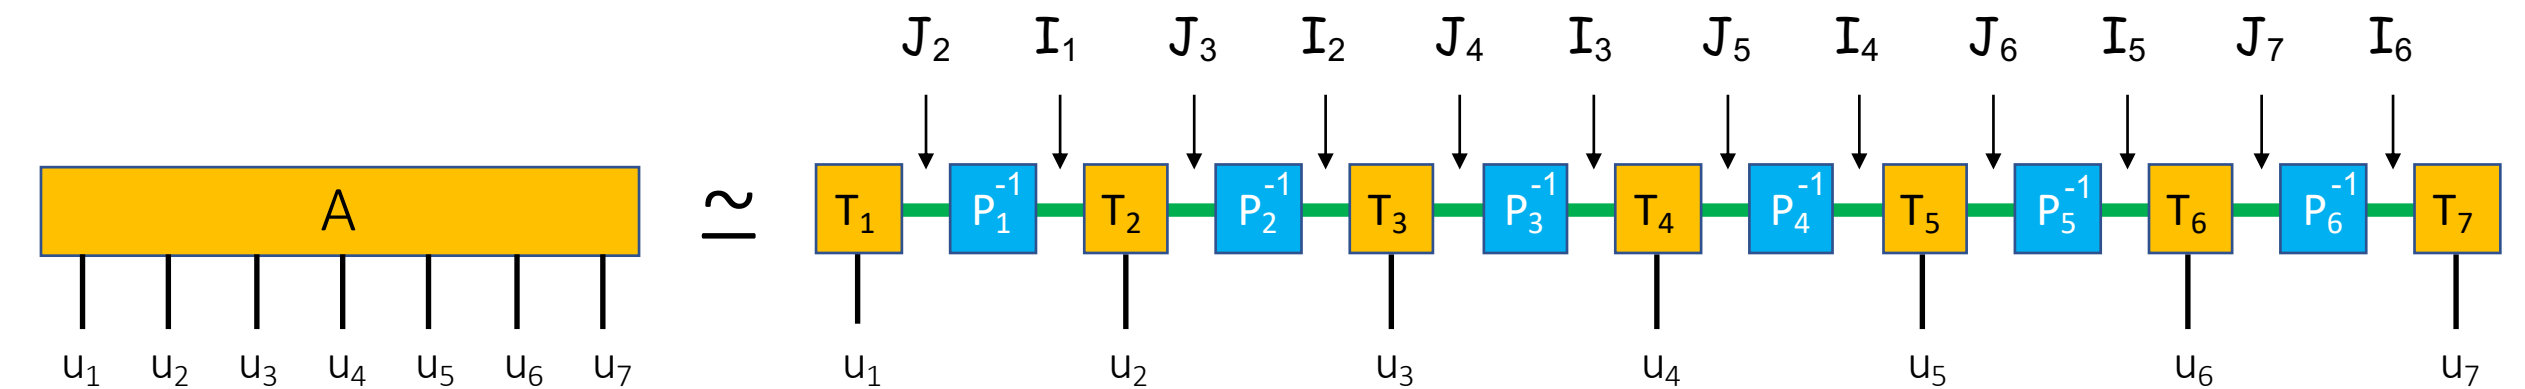 J₂ I₁ J₃ I₂ J₄ I₃ J₅ I₄ J₆ I₅ J₇ I₆
A ≃ T₁ P₁⁻¹ T₂ P₂⁻¹ T₃ P₃⁻¹ T₄ P₄⁻¹ T₅ P₅⁻¹ T₆ P₆⁻¹ T₇
u₁ u₂ u₃ u₄ u₅ u₆ u₇ u₁ u₂ u₃ u₄ u₅ u₆ u₇